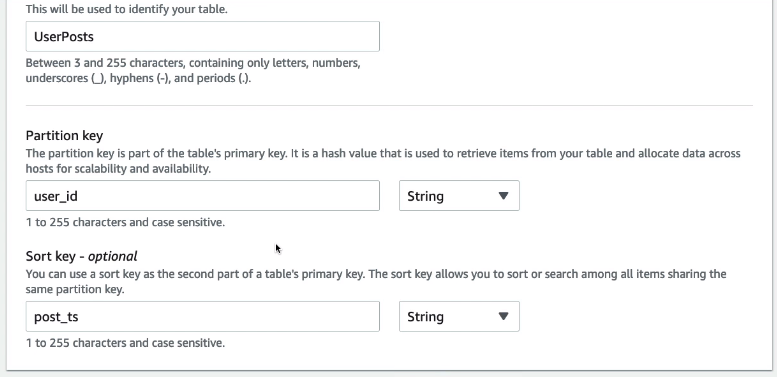 This will be used to identify your table.
UserPosts
Between 3 and 255 characters, containing only letters, numbers,
underscores (_), hyphens (-), and periods (.).
Partition key
The partition key is part of the table's primary key. It is a hash value that is used to retrieve items from your table and allocate data across
hosts for scalability and availability.
user_id
String
1 to 255 characters and case sensitive.
Sort key - optional
You can use a sort key as the second part of a table's primary key. The sort key allows you to sort or search among all items sharing the
same partition key.
post_ts
String
1 to 255 characters and case sensitive.